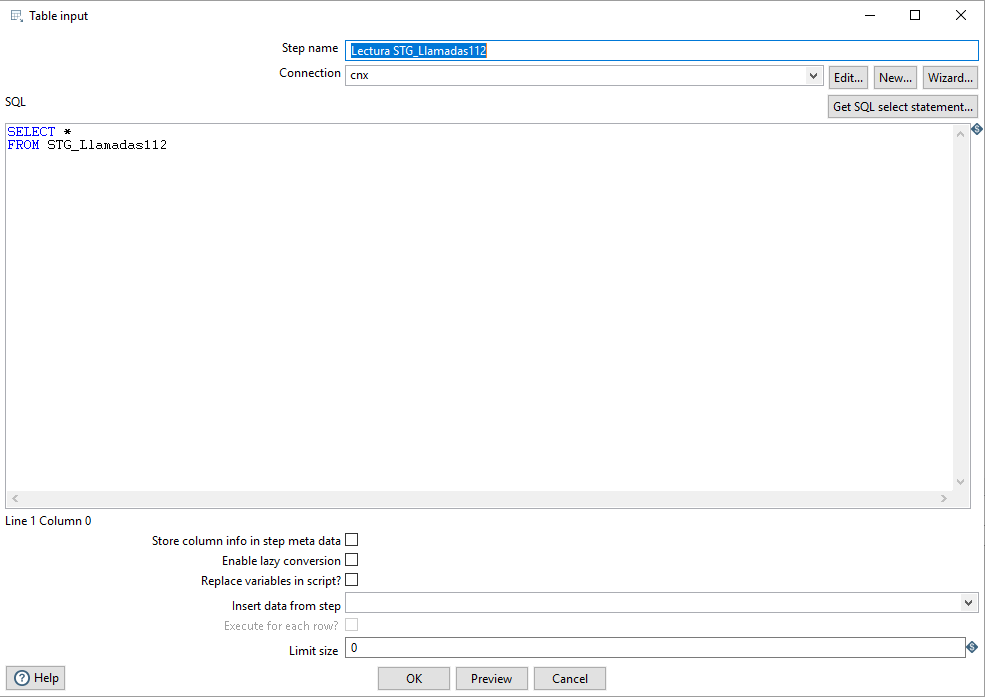 Table input
Step name Lectura STG_Llamadas112
Connection cnx Edit... New... Wizard...
SQL Get SQL select statement...
SELECT *
FROM STG_Llamadas112
Line 1 Column 0
Store column info in step meta data
Enable lazy conversion
Replace variables in script?
Insert data from step
Execute for each row?
Limit size 0
Help OK Preview Cancel